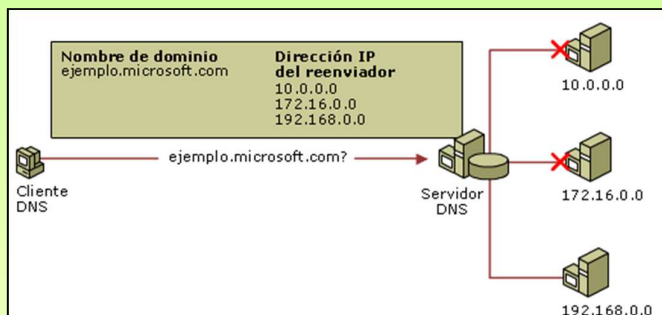 Nombre de dominio
ejemplo.microsoft.com
Dirección IP
del reenviador
10.0.0.0
172.16.0.0
192.168.0.0
ejemplo.microsoft.com?
Cliente
DNS
Servidor
DNS
10.0.0.0
172.16.0.0
192.168.0.0